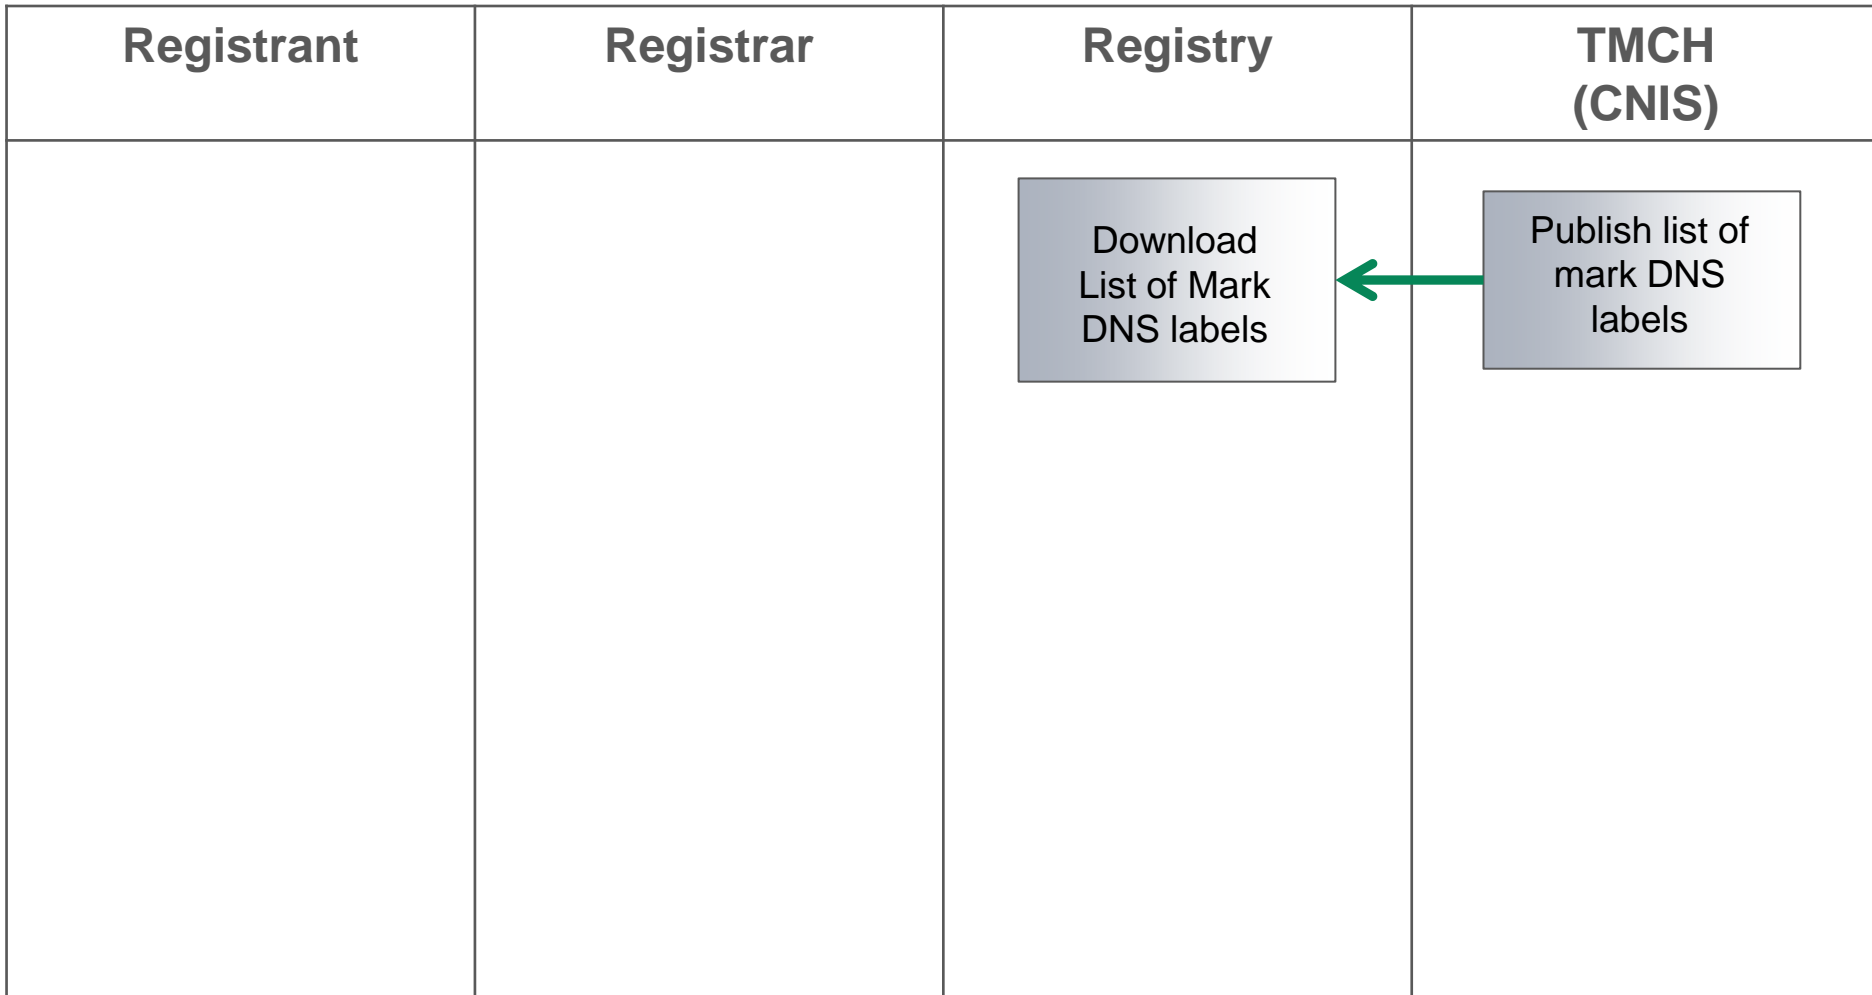 Registrant
Registrar
Registry
TMCH
(CNIS)
Download
List of Mark
DNS labels
Publish list of
mark DNS
labels